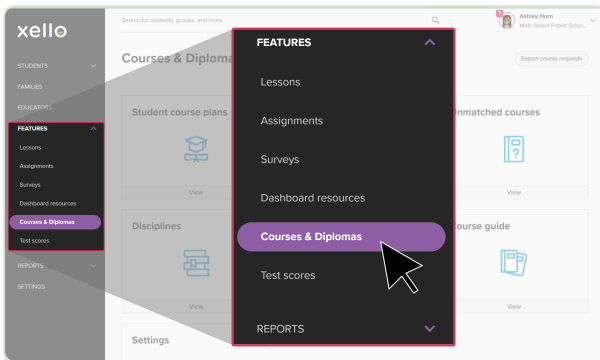 xello
Search for students, groups, and more
1
Ashley Horn
Main Street Public Scho...
STUDENTS
FAMILIES
EDUCATORS
FEATURES
Lessons
Assignments
Surveys
Dashboard resources
Courses & Diplomas
Test scores
REPORTS
SETTINGS
Courses & Diploma
Export course requests
Student course plans
View
Disciplines
View
Settings
FEATURES
Lessons
Assignments
Surveys
Dashboard resources
Courses & Diplomas
Test scores
REPORTS
nmatched courses
?
View
ourse guide
View